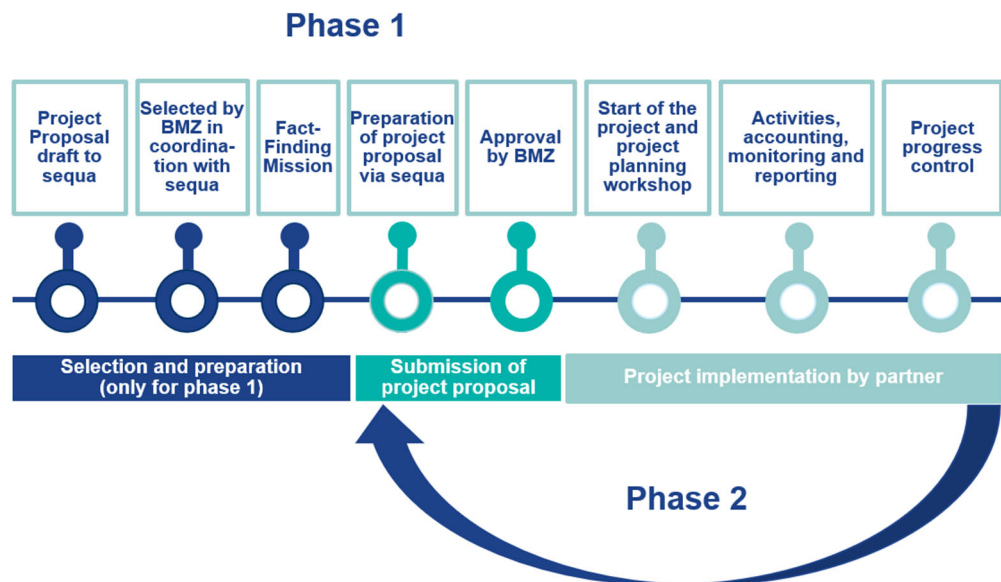 Phase 1
Project
Proposal
draft to
sequa
Selected by
BMZ in
coordina-
tion with
sequa
Fact-
Finding
Mission
Preparation
of project
proposal
via sequa
Approval
by BMZ
Start of the
project and
project
planning
workshop
Activities,
accounting,
monitoring and
reporting
Project
progress
control
Selection and preparation
(only for phase 1)
Submission of
project proposal
Project implementation by partner
Phase 2